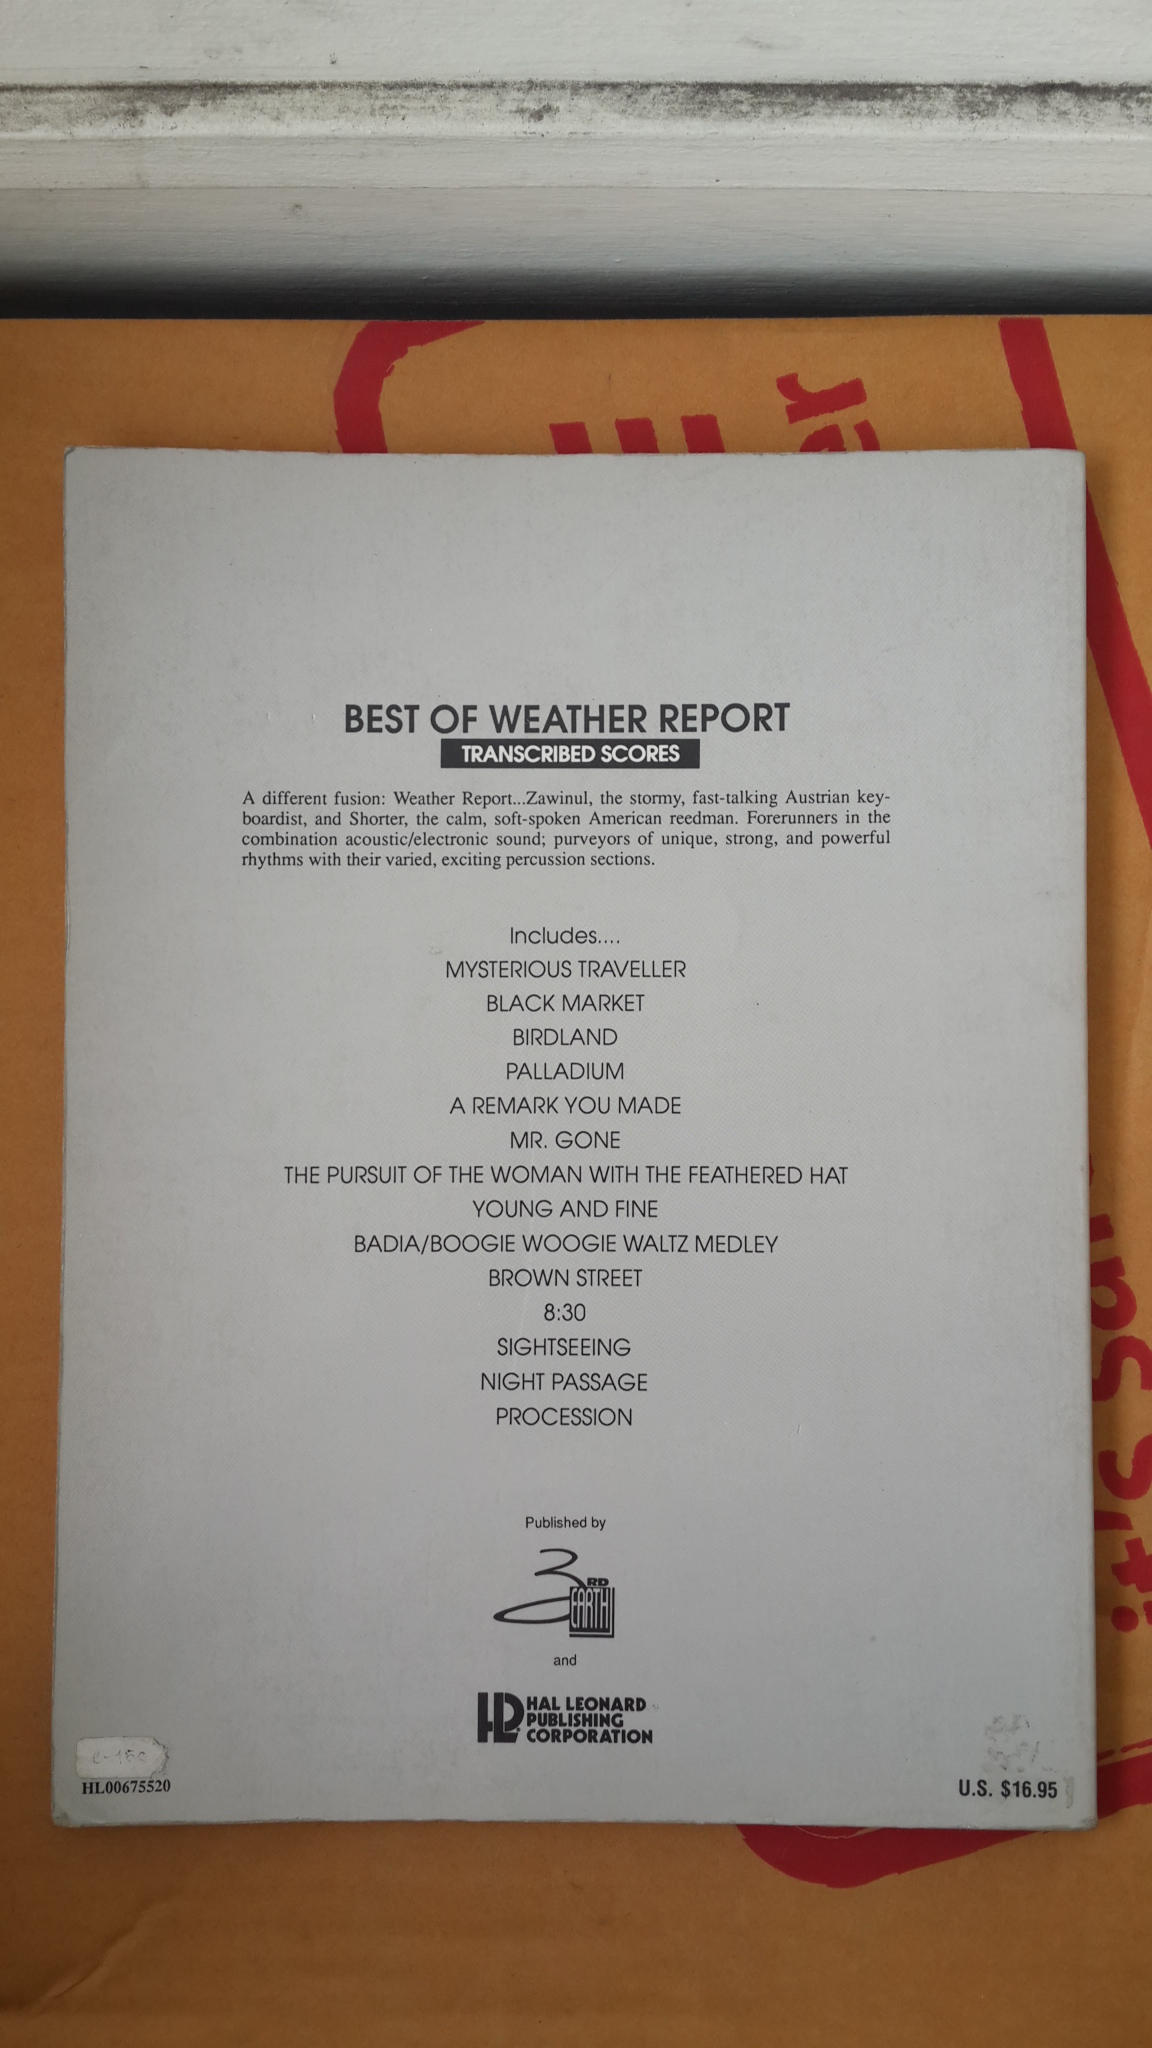 er
BEST OF WEATHER REPORT
TRANSCRIBED SCORES
A different fusion: Weather Report...Zawinul, the stormy, fast-talking Austrian key-
boardist, and Shorter, the calm, soft-spoken American reedman. Forerunners in the
combination acoustic/electronic sound; purveyors of unique, strong, and powerful
rhythms with their varied, exciting percussion sections.
Includes....
MYSTERIOUS TRAVELLER
BLACK MARKET
BIRDLAND
PALLADIUM
A REMARK YOU MADE
MR. GONE
THE PURSUIT OF THE WOMAN WITH THE FEATHERED HAT
YOUNG AND FINE
BADIA/BOOGIE WOOGIE WALTZ MEDLEY
BROWN STREET
8:30
SIGHTSEEING
NIGHT PASSAGE
PROCESSION
Published by
3RD
EARTH
and
HL HAL LEONARD
PUBLISHING
CORPORATION
HL00675520
U.S. $16.95
it's